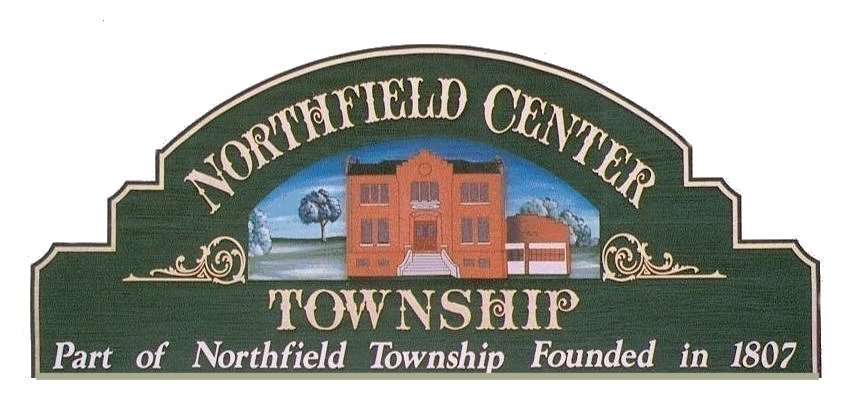 NORTHFIELD CENTER
TOWNSHIP
Part of Northfield Township Founded in 1807